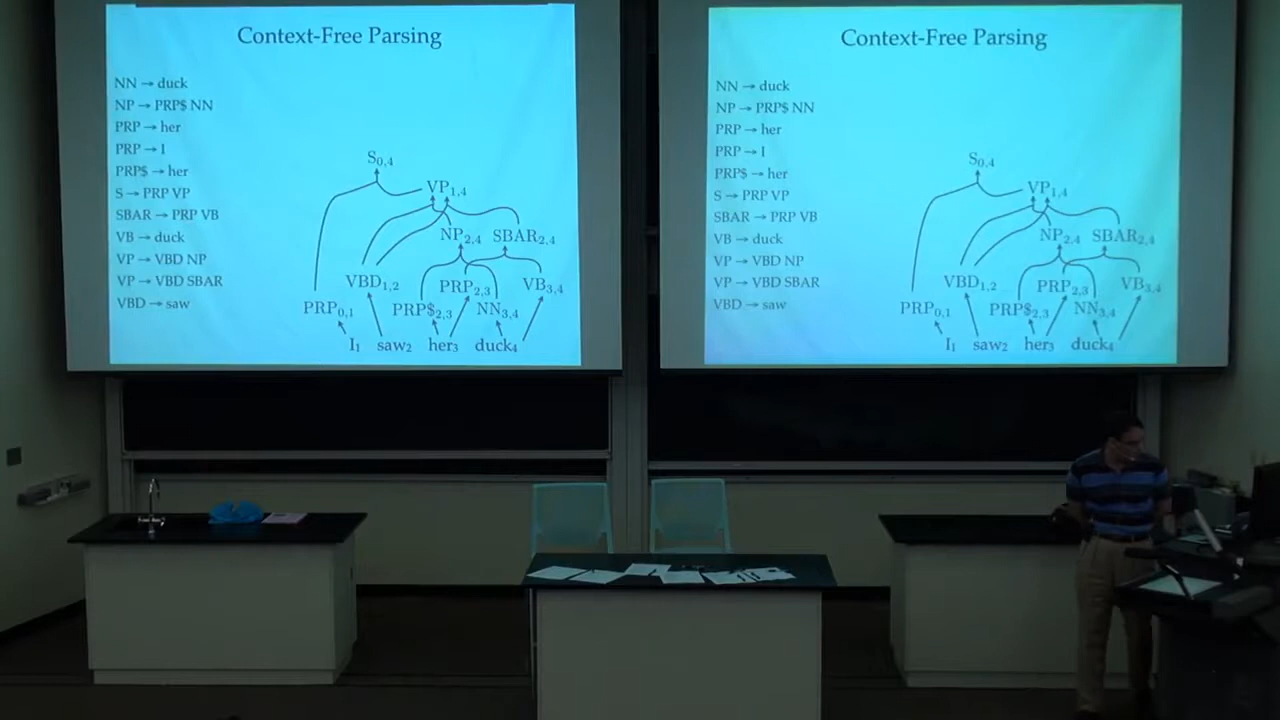 Context-Free Parsing
NN → duck
NP → PRP$ NN
PRP → her
PRP → I
PRP$ → her
S → PRP VP
SBAR → PRP VB
VB → duck
VP → VBD NP
VP → VBD SBAR
VBD → saw
S0,4
VP1,4
NP2,4 SBAR2,4
VBD1,2 PRP2,3 VB3,4
PRP0,1 PRP$2,3 NN3,4
I1 saw2 her3 duck4
Context-Free Parsing
NN → duck
NP → PRP$ NN
PRP → her
PRP → I
PRP$ → her
S → PRP VP
SBAR → PRP VB
VB → duck
VP → VBD NP
VP → VBD SBAR
VBD → saw
S0,4
VP1,4
NP2,4 SBAR2,4
VBD1,2 PRP2,3 VB3,4
PRP0,1 PRP$2,3 NN3,4
I1 saw2 her3 duck4